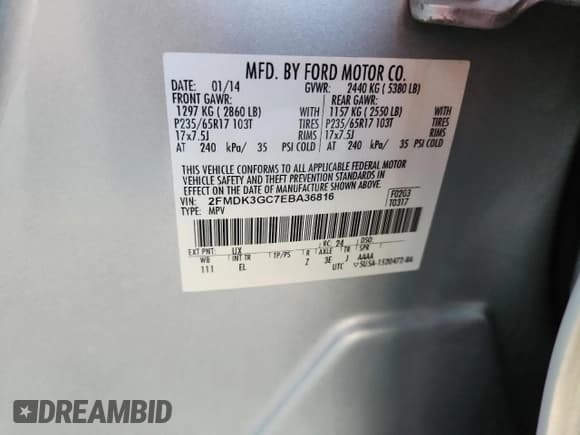 MFD. BY FORD MOTOR CO.
DATE: 01/14 GVWR: 2440 KG ( 5380 LB)
FRONT GAWR: REAR GAWR:
1297 KG ( 2860 LB) WITH 1157 KG ( 2550 LB) WITH
P235/65R17 103T TIRES P235/65R17 103T TIRES
17x7.5J RIMS 17x7.5J RIMS
AT 240 kPa/ 35 PSI COLD AT 240 kPa/ 35 PSI COLD
THIS VEHICLE CONFORMS TO ALL APPLICABLE FEDERAL MOTOR
VEHICLE SAFETY AND THEFT PREVENTION STANDARDS IN
EFFECT ON THE DATE OF MANUFACTURE SHOWN ABOVE.
VIN: 2FMDK3GC7EBA36816 F0203
TYPE: MPV T0317
EXT PNT: UX RC: 24 DSO:
WB INT TR TP/PS R AXLE TR SPR
111 EL Z 3E J AAAA
UTC
DREAMBID